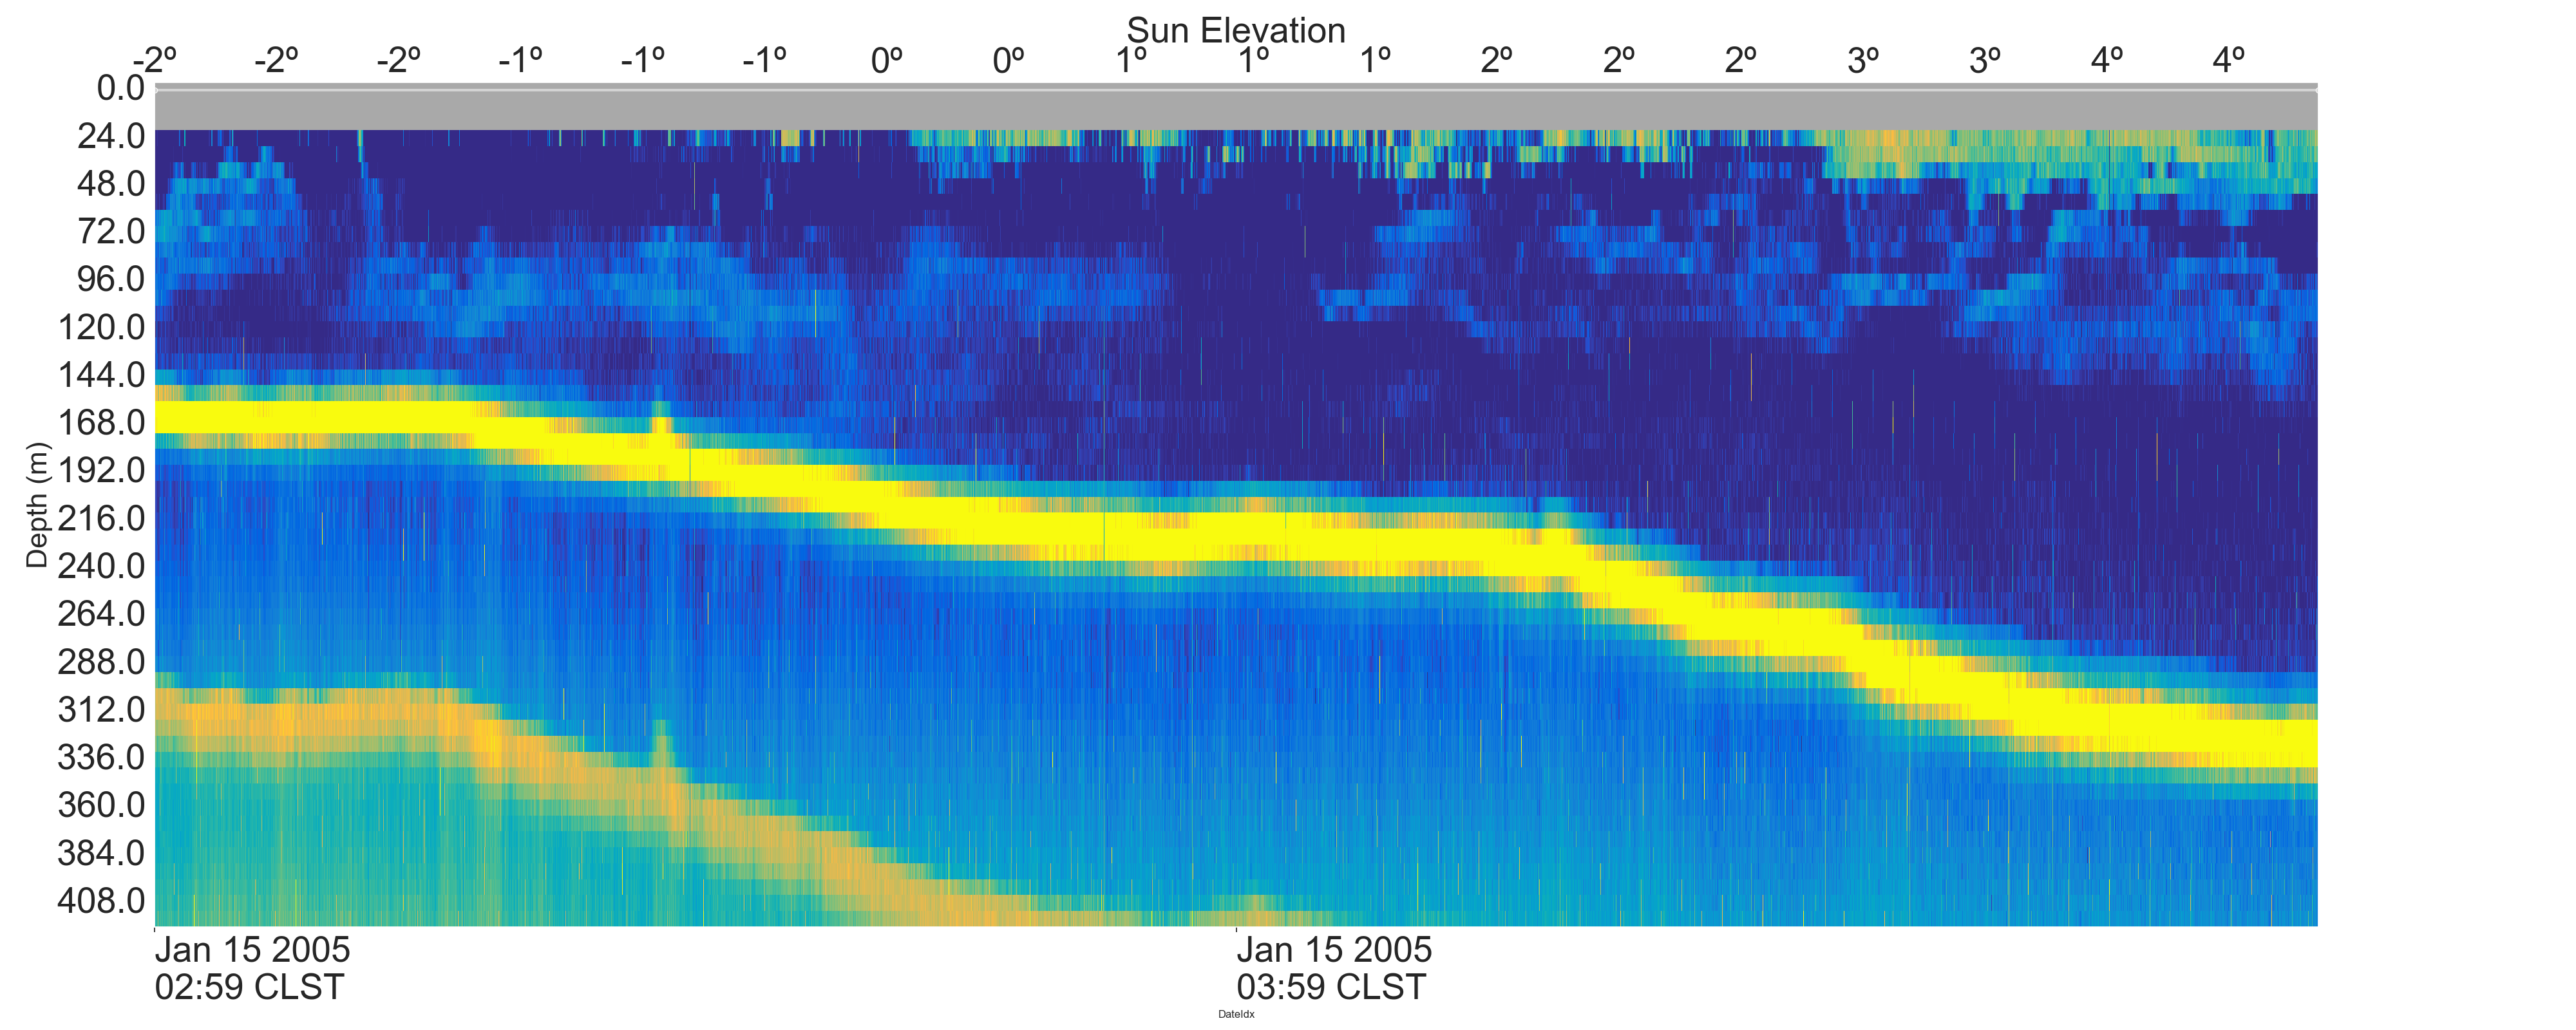 Sun Elevation
-2º -2º -2º -1º -1º -1º 0º 0º 1º 1º 1º 2º 2º 2º 3º 3º 4º 4º
0.0
24.0
48.0
72.0
96.0
120.0
144.0
168.0
192.0
216.0
240.0
264.0
288.0
312.0
336.0
360.0
384.0
408.0
Depth (m)
Jan 15 2005
02:59 CLST
Jan 15 2005
03:59 CLST
DateIdx